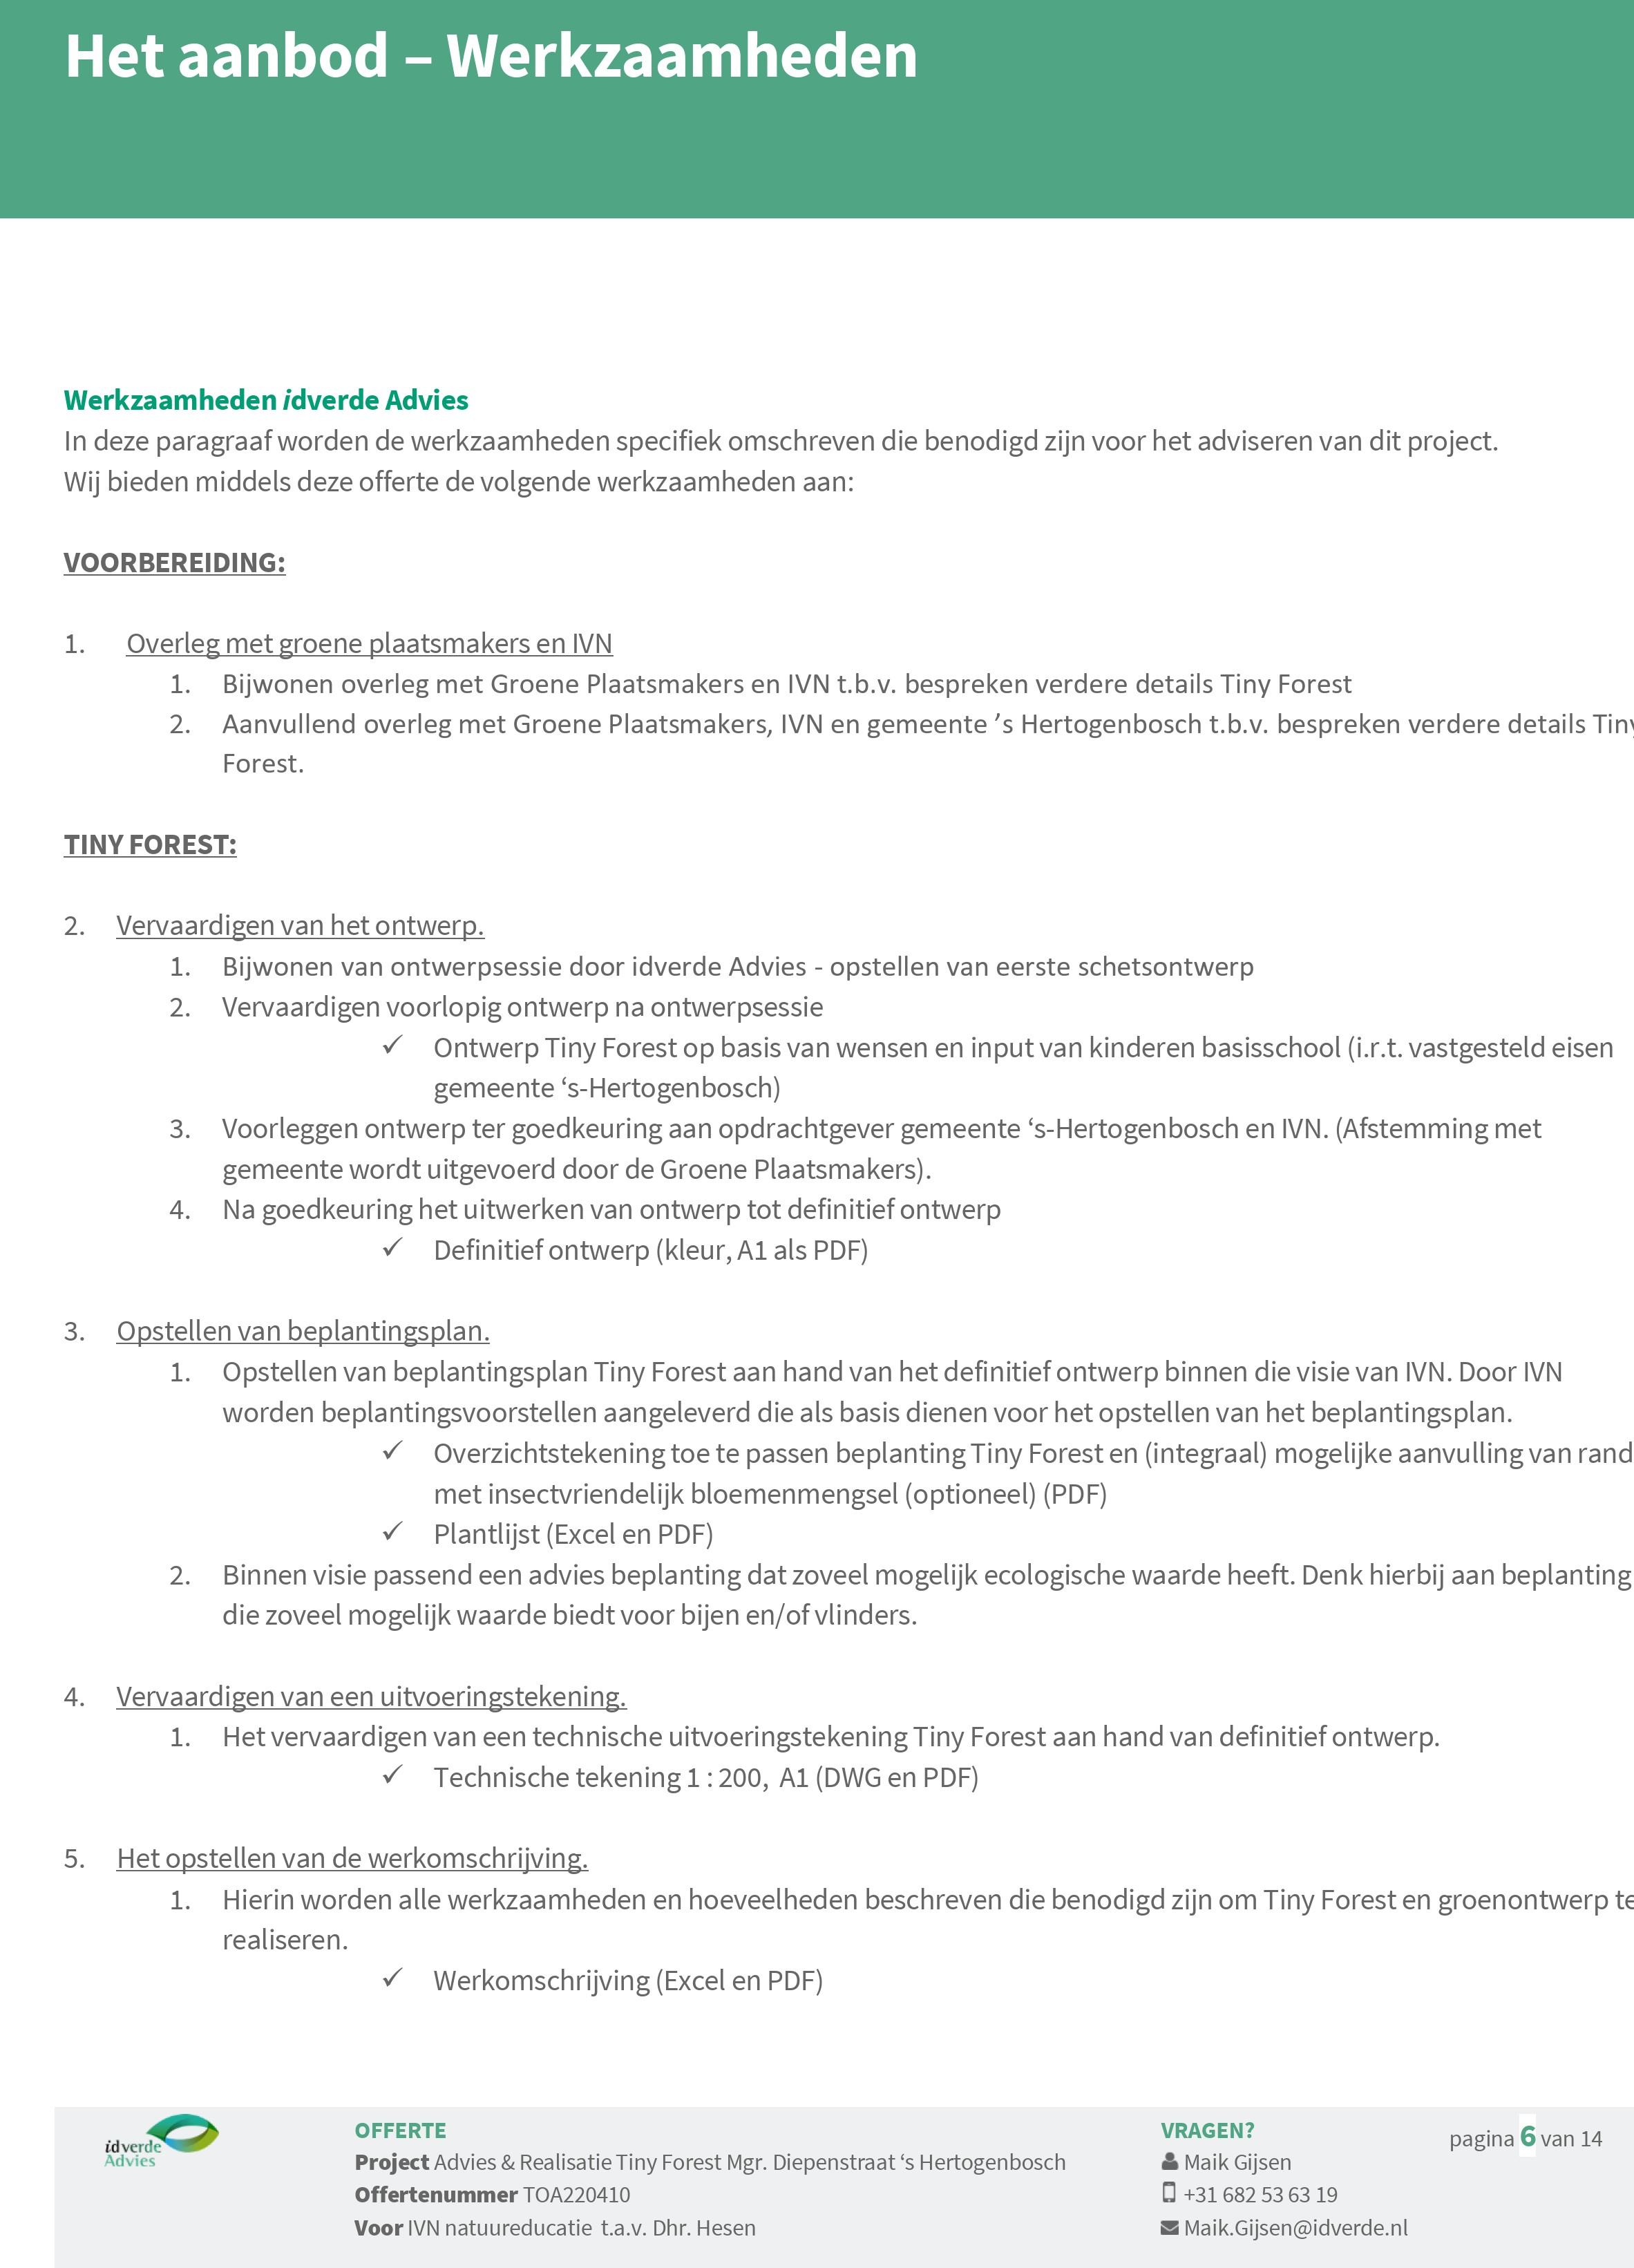 Het aanbod – Werkzaamheden
Werkzaamheden idverde Advies
In deze paragraaf worden de werkzaamheden specifiek omschreven die benodigd zijn voor het adviseren van dit project.
Wij bieden middels deze offerte de volgende werkzaamheden aan:
VOORBEREIDING:
1. Overleg met groene plaatsmakers en IVN
1. Bijwonen overleg met Groene Plaatsmakers en IVN t.b.v. bespreken verdere details Tiny Forest
2. Aanvullend overleg met Groene Plaatsmakers, IVN en gemeente ’s Hertogenbosch t.b.v. bespreken verdere details Tiny
Forest.
TINY FOREST:
2. Vervaardigen van het ontwerp.
1. Bijwonen van ontwerpsessie door idverde Advies - opstellen van eerste schetsontwerp
2. Vervaardigen voorlopig ontwerp na ontwerpsessie
✓ Ontwerp Tiny Forest op basis van wensen en input van kinderen basisschool (i.r.t. vastgesteld eisen
gemeente ‘s-Hertogenbosch)
3. Voorleggen ontwerp ter goedkeuring aan opdrachtgever gemeente ‘s-Hertogenbosch en IVN. (Afstemming met
gemeente wordt uitgevoerd door de Groene Plaatsmakers).
4. Na goedkeuring het uitwerken van ontwerp tot definitief ontwerp
✓ Definitief ontwerp (kleur, A1 als PDF)
3. Opstellen van beplantingsplan.
1. Opstellen van beplantingsplan Tiny Forest aan hand van het definitief ontwerp binnen die visie van IVN. Door IVN
worden beplantingsvoorstellen aangeleverd die als basis dienen voor het opstellen van het beplantingsplan.
✓ Overzichtstekening toe te passen beplanting Tiny Forest en (integraal) mogelijke aanvulling van rand
met insectvriendelijk bloemenmengsel (optioneel) (PDF)
✓ Plantlijst (Excel en PDF)
2. Binnen visie passend een advies beplanting dat zoveel mogelijk ecologische waarde heeft. Denk hierbij aan beplanting
die zoveel mogelijk waarde biedt voor bijen en/of vlinders.
4. Vervaardigen van een uitvoeringstekening.
1. Het vervaardigen van een technische uitvoeringstekening Tiny Forest aan hand van definitief ontwerp.
✓ Technische tekening 1 : 200, A1 (DWG en PDF)
5. Het opstellen van de werkomschrijving.
1. Hierin worden alle werkzaamheden en hoeveelheden beschreven die benodigd zijn om Tiny Forest en groenontwerp te
realiseren.
✓ Werkomschrijving (Excel en PDF)
idverde
Advies
OFFERTE
Project Advies & Realisatie Tiny Forest Mgr. Diepenstraat ‘s Hertogenbosch
Offertenummer TOA220410
Voor IVN natuureducatie t.a.v. Dhr. Hesen
VRAGEN?
Maik Gijsen
+31 682 53 63 19
Maik.Gijsen@idverde.nl
pagina 6 van 14